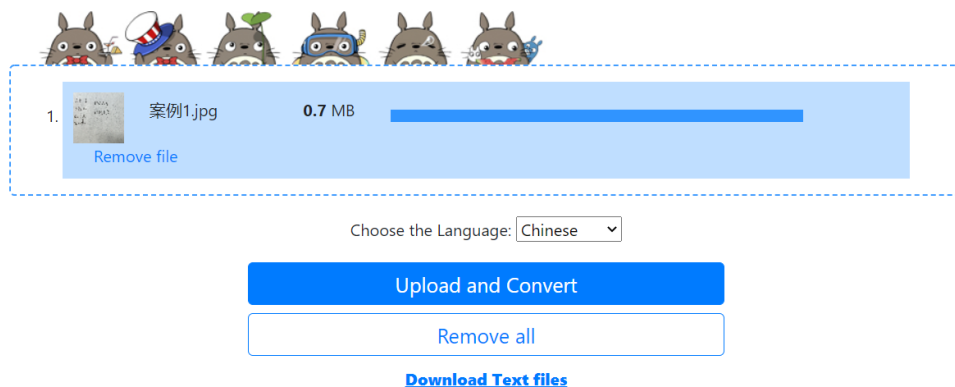 1.
案例1.jpg
0.7 MB
Remove file
Choose the Language: Chinese
Upload and Convert
Remove all
Download Text files